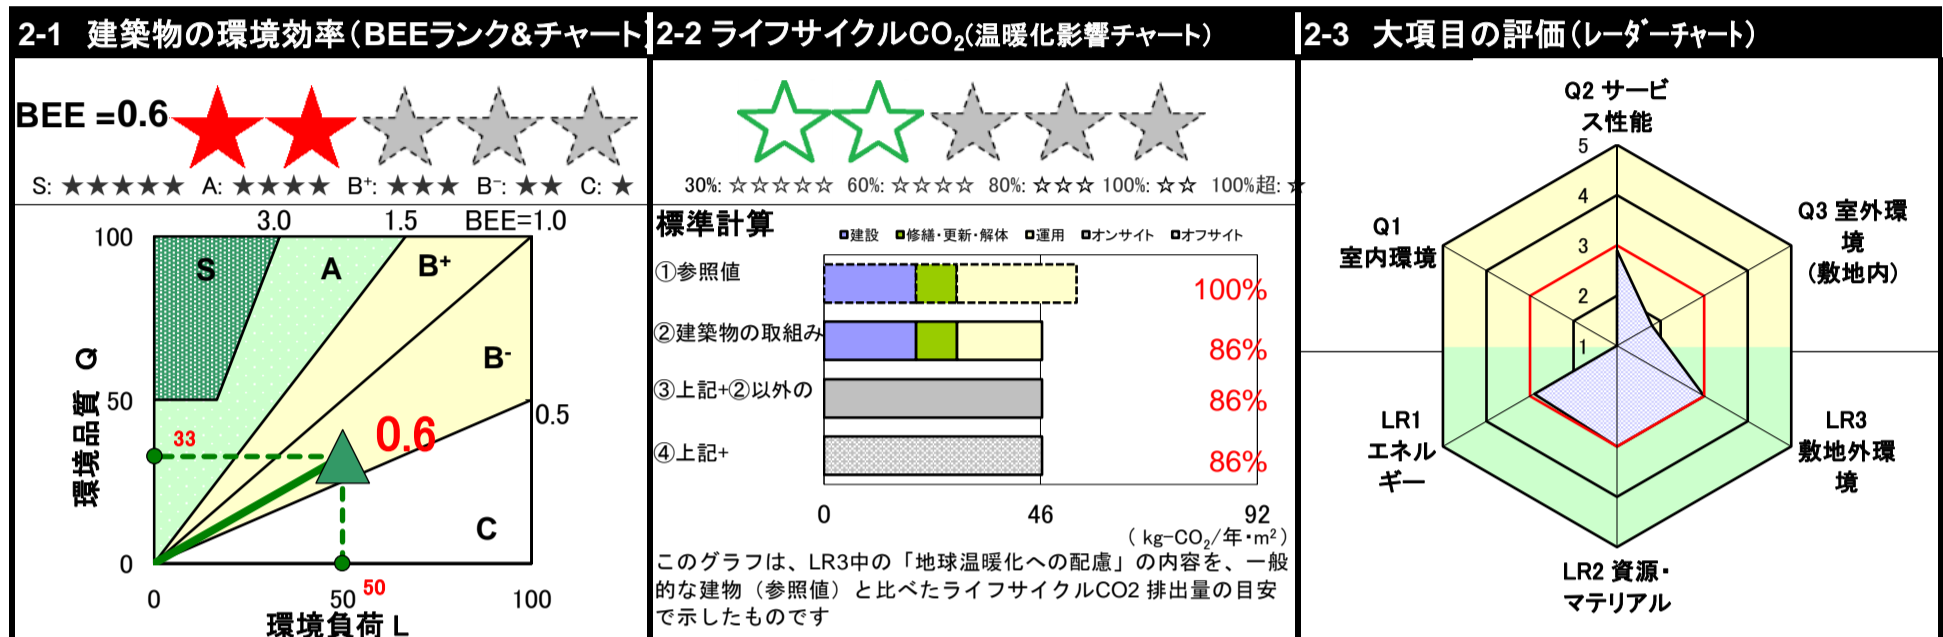 2-1 建築物の環境効率(BEEランク&チャート)
BEE =0.6
S: ★★★★★ A: ★★★★ B⁺: ★★★ B⁻: ★★ C: ★
3.0 1.5 BEE=1.0
100
S A B⁺
B⁻
環境品質 Q
50
0.5
33
0.6
C
0
0 50 50 100
環境負荷 L
2-2 ライフサイクルCO₂(温暖化影響チャート)
30%: ☆☆☆☆☆ 60%: ☆☆☆☆ 80%: ☆☆☆ 100%: ☆☆ 100%超: ☆
標準計算
建設 修繕・更新・解体 運用 オンサイト オフサイト
①参照値 100%
②建築物の取組み 86%
③上記+②以外の 86%
④上記+ 86%
0 46 92
( kg-CO₂/年・m² )
このグラフは、LR3中の「地球温暖化への配慮」の内容を、一般
的な建物(参照値)と比べたライフサイクルCO2 排出量の目安
で示したものです
2-3 大項目の評価(レーダーチャート)
Q2 サービ
ス性能
5
4
3
2
1
Q1
室内環境
Q3 室外環
境
(敷地内)
LR1
エネル
ギー
LR3
敷地外環
境
LR2 資源・
マテリアル